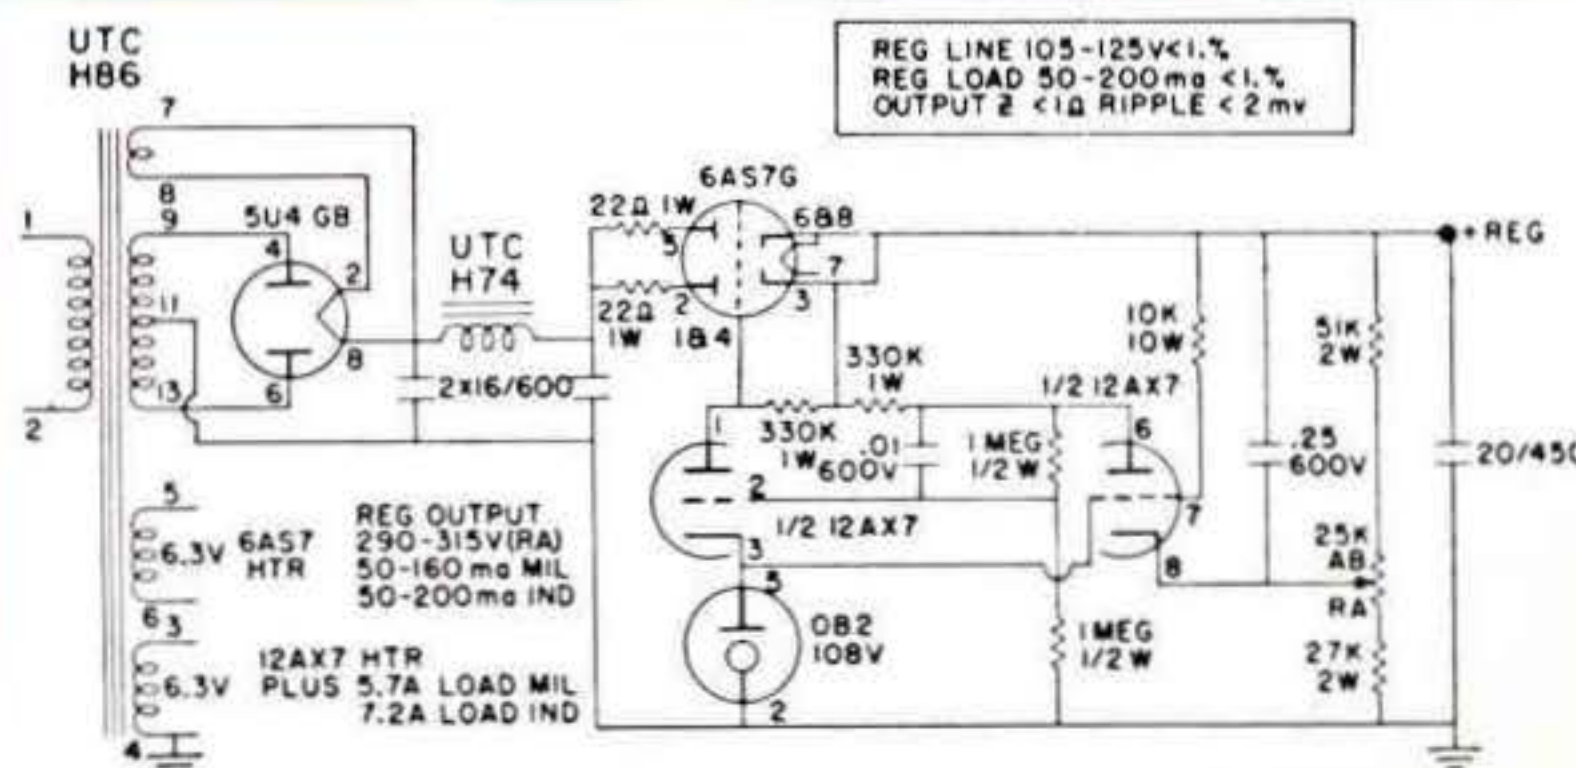 UTC
H86
REG LINE 105-125V<1.%
REG LOAD 50-200ma <1.%
OUTPUT Z <1Ω RIPPLE < 2mv
7
8
9
1
2
11
13
5U4 GB
4
2
8
6
UTC
H74
2X16/600
22Ω 1W
5
22Ω
1W
2
1&4
6AS7G
6&8
7
3
+ REG
330K
1W
330K
1W
.01
600V
1 MEG
1/2 W
1/2 12AX7
10K
10W
.25
600V
51K
2W
20/450
1
2
3
1/2 12AX7
6
7
8
25K
AB
RA
27K
2W
1 MEG
1/2 W
5
OB2
108V
2
5
6.3V
6AS7
HTR
6
REG OUTPUT
290-315V(RA)
50-160ma MIL
50-200ma IND
3
6.3V
12AX7 HTR
PLUS 5.7A LOAD MIL
7.2A LOAD IND
4